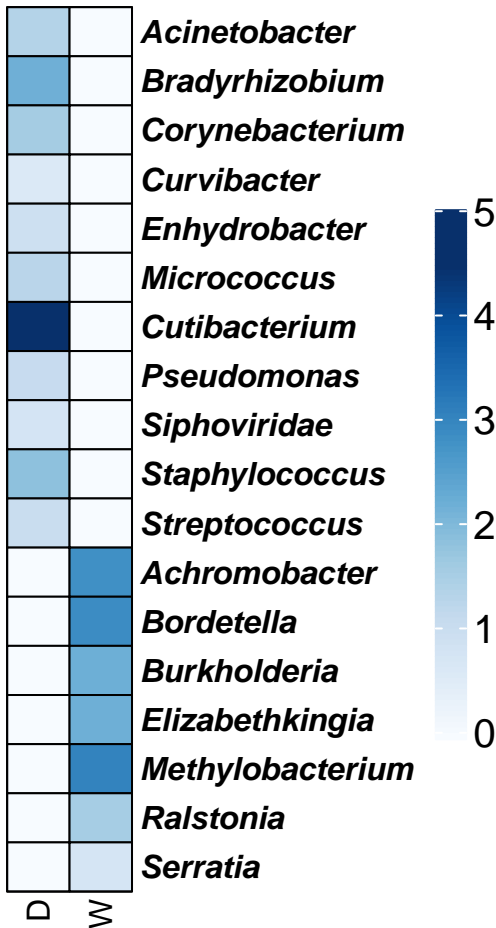 Acinetobacter
Bradyrhizobium
Corynebacterium
Curvibacter
Enhydrobacter
Micrococcus
Cutibacterium
Pseudomonas
Siphoviridae
Staphylococcus
Streptococcus
Achromobacter
Bordetella
Burkholderia
Elizabethkingia
Methylobacterium
Ralstonia
Serratia
D
W
5
4
3
2
1
0